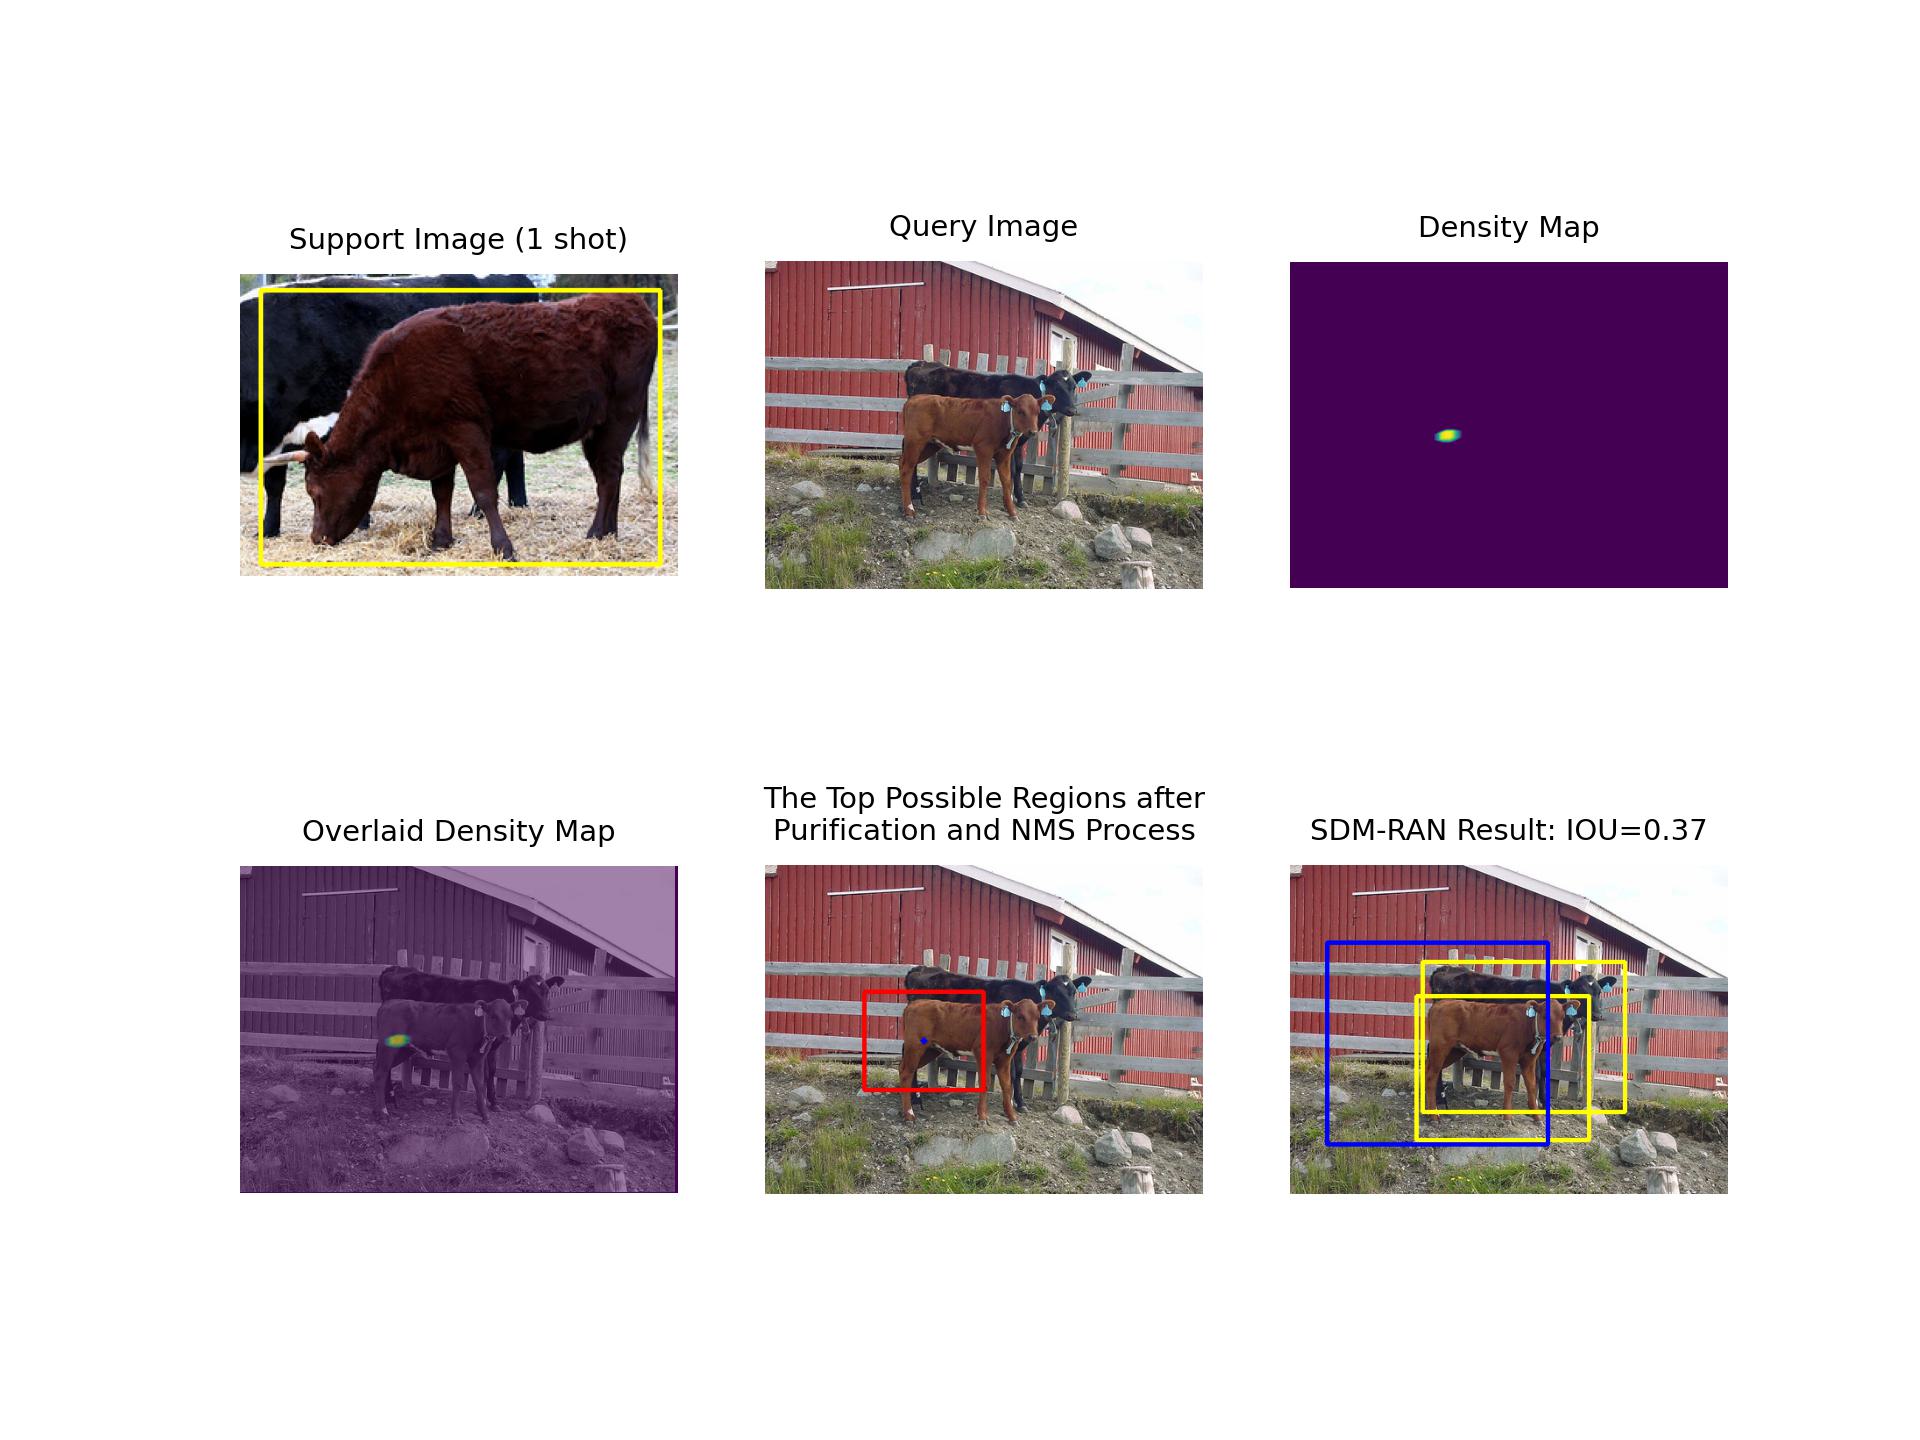 Support Image (1 shot)
Query Image
Density Map
Overlaid Density Map
The Top Possible Regions after
Purification and NMS Process
SDM-RAN Result: IOU=0.37